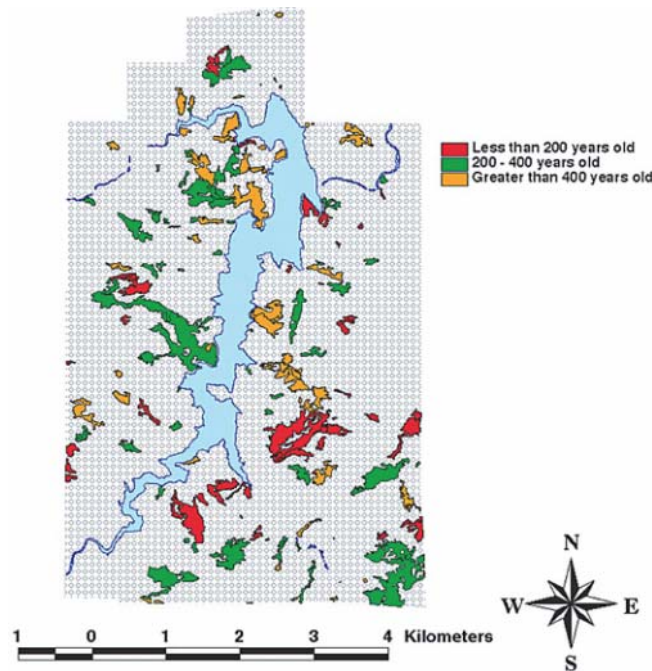 Less than 200 years old
200 - 400 years old
Greater than 400 years old
N
W E
S
1 0 1 2 3 4 Kilometers